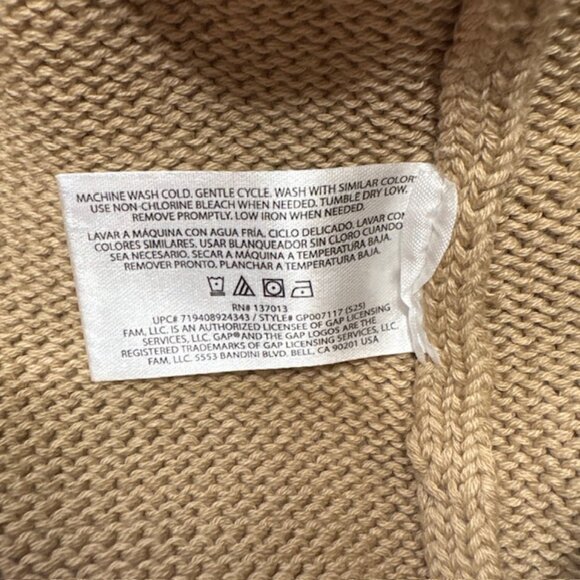 MACHINE WASH COLD. GENTLE CYCLE. WASH WITH SIMILAR COLOR
USE NON-CHLORINE BLEACH WHEN NEEDED. TUMBLE DRY LOW.
REMOVE PROMPTLY. LOW IRON WHEN NEEDED.
LAVAR A MÁQUINA CON AGUA FRÍA. CICLO DELICADO. LAVAR CON
COLORES SIMILARES. USAR BLANQUEADOR SIN CLORO CUANDO
SEA NECESARIO. SECAR A TEMPERATURA BAJA.
REMOVER PRONTO. PLANCHAR A TEMPERATURA BAJA.
RN# 137013
UPC# 719408924343 / STYLE# GP007117 (S25)
FAM, LLC. IS AN AUTHORIZED LICENSEE OF GAP LICENSING
SERVICES, LLC. GAP® AND THE GAP LOGOS ARE THE
REGISTERED TRADEMARKS OF GAP LICENSING SERVICES, LLC.
FAM, LLC. 5553 BANDINI BLVD. BELL, CA 90201 USA